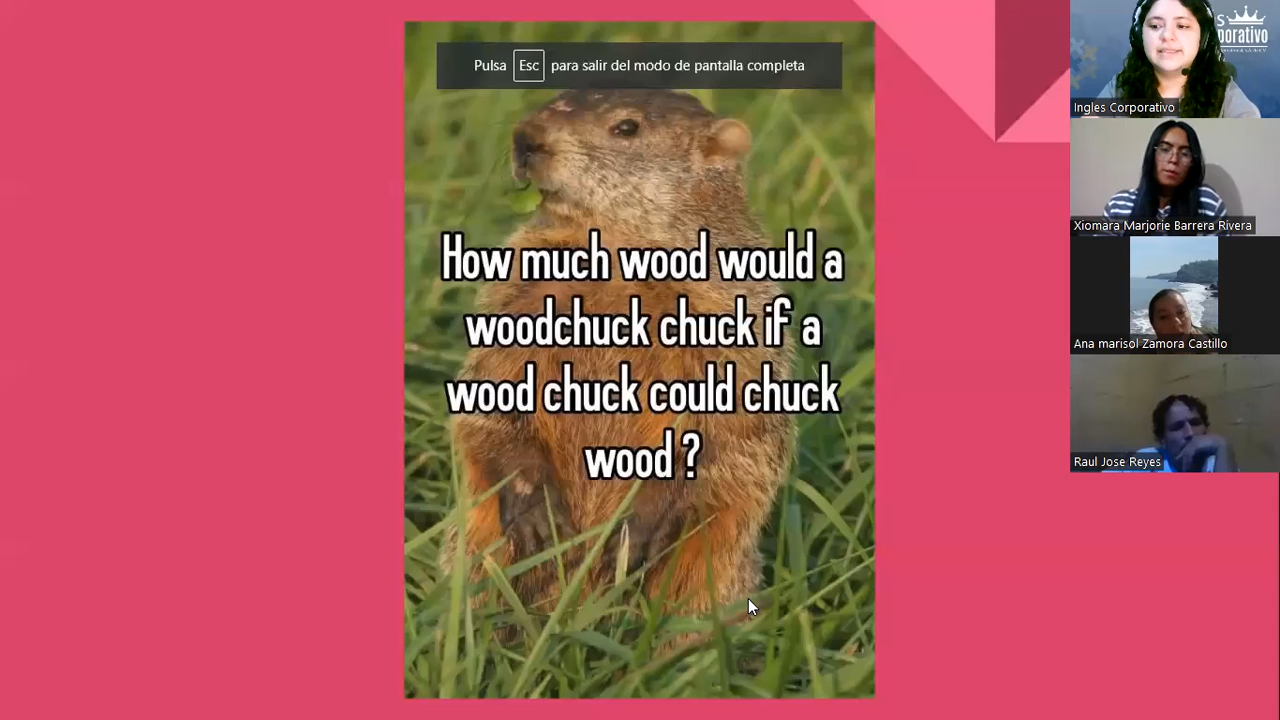 Pulsa Esc para salir del modo de pantalla completa
How much wood would a
woodchuck chuck if a
wood chuck could chuck
wood ?
Ingles Corporativo
Xiomara Marjorie Barrera Rivera
Ana marisol Zamora Castillo
Raul Jose Reyes